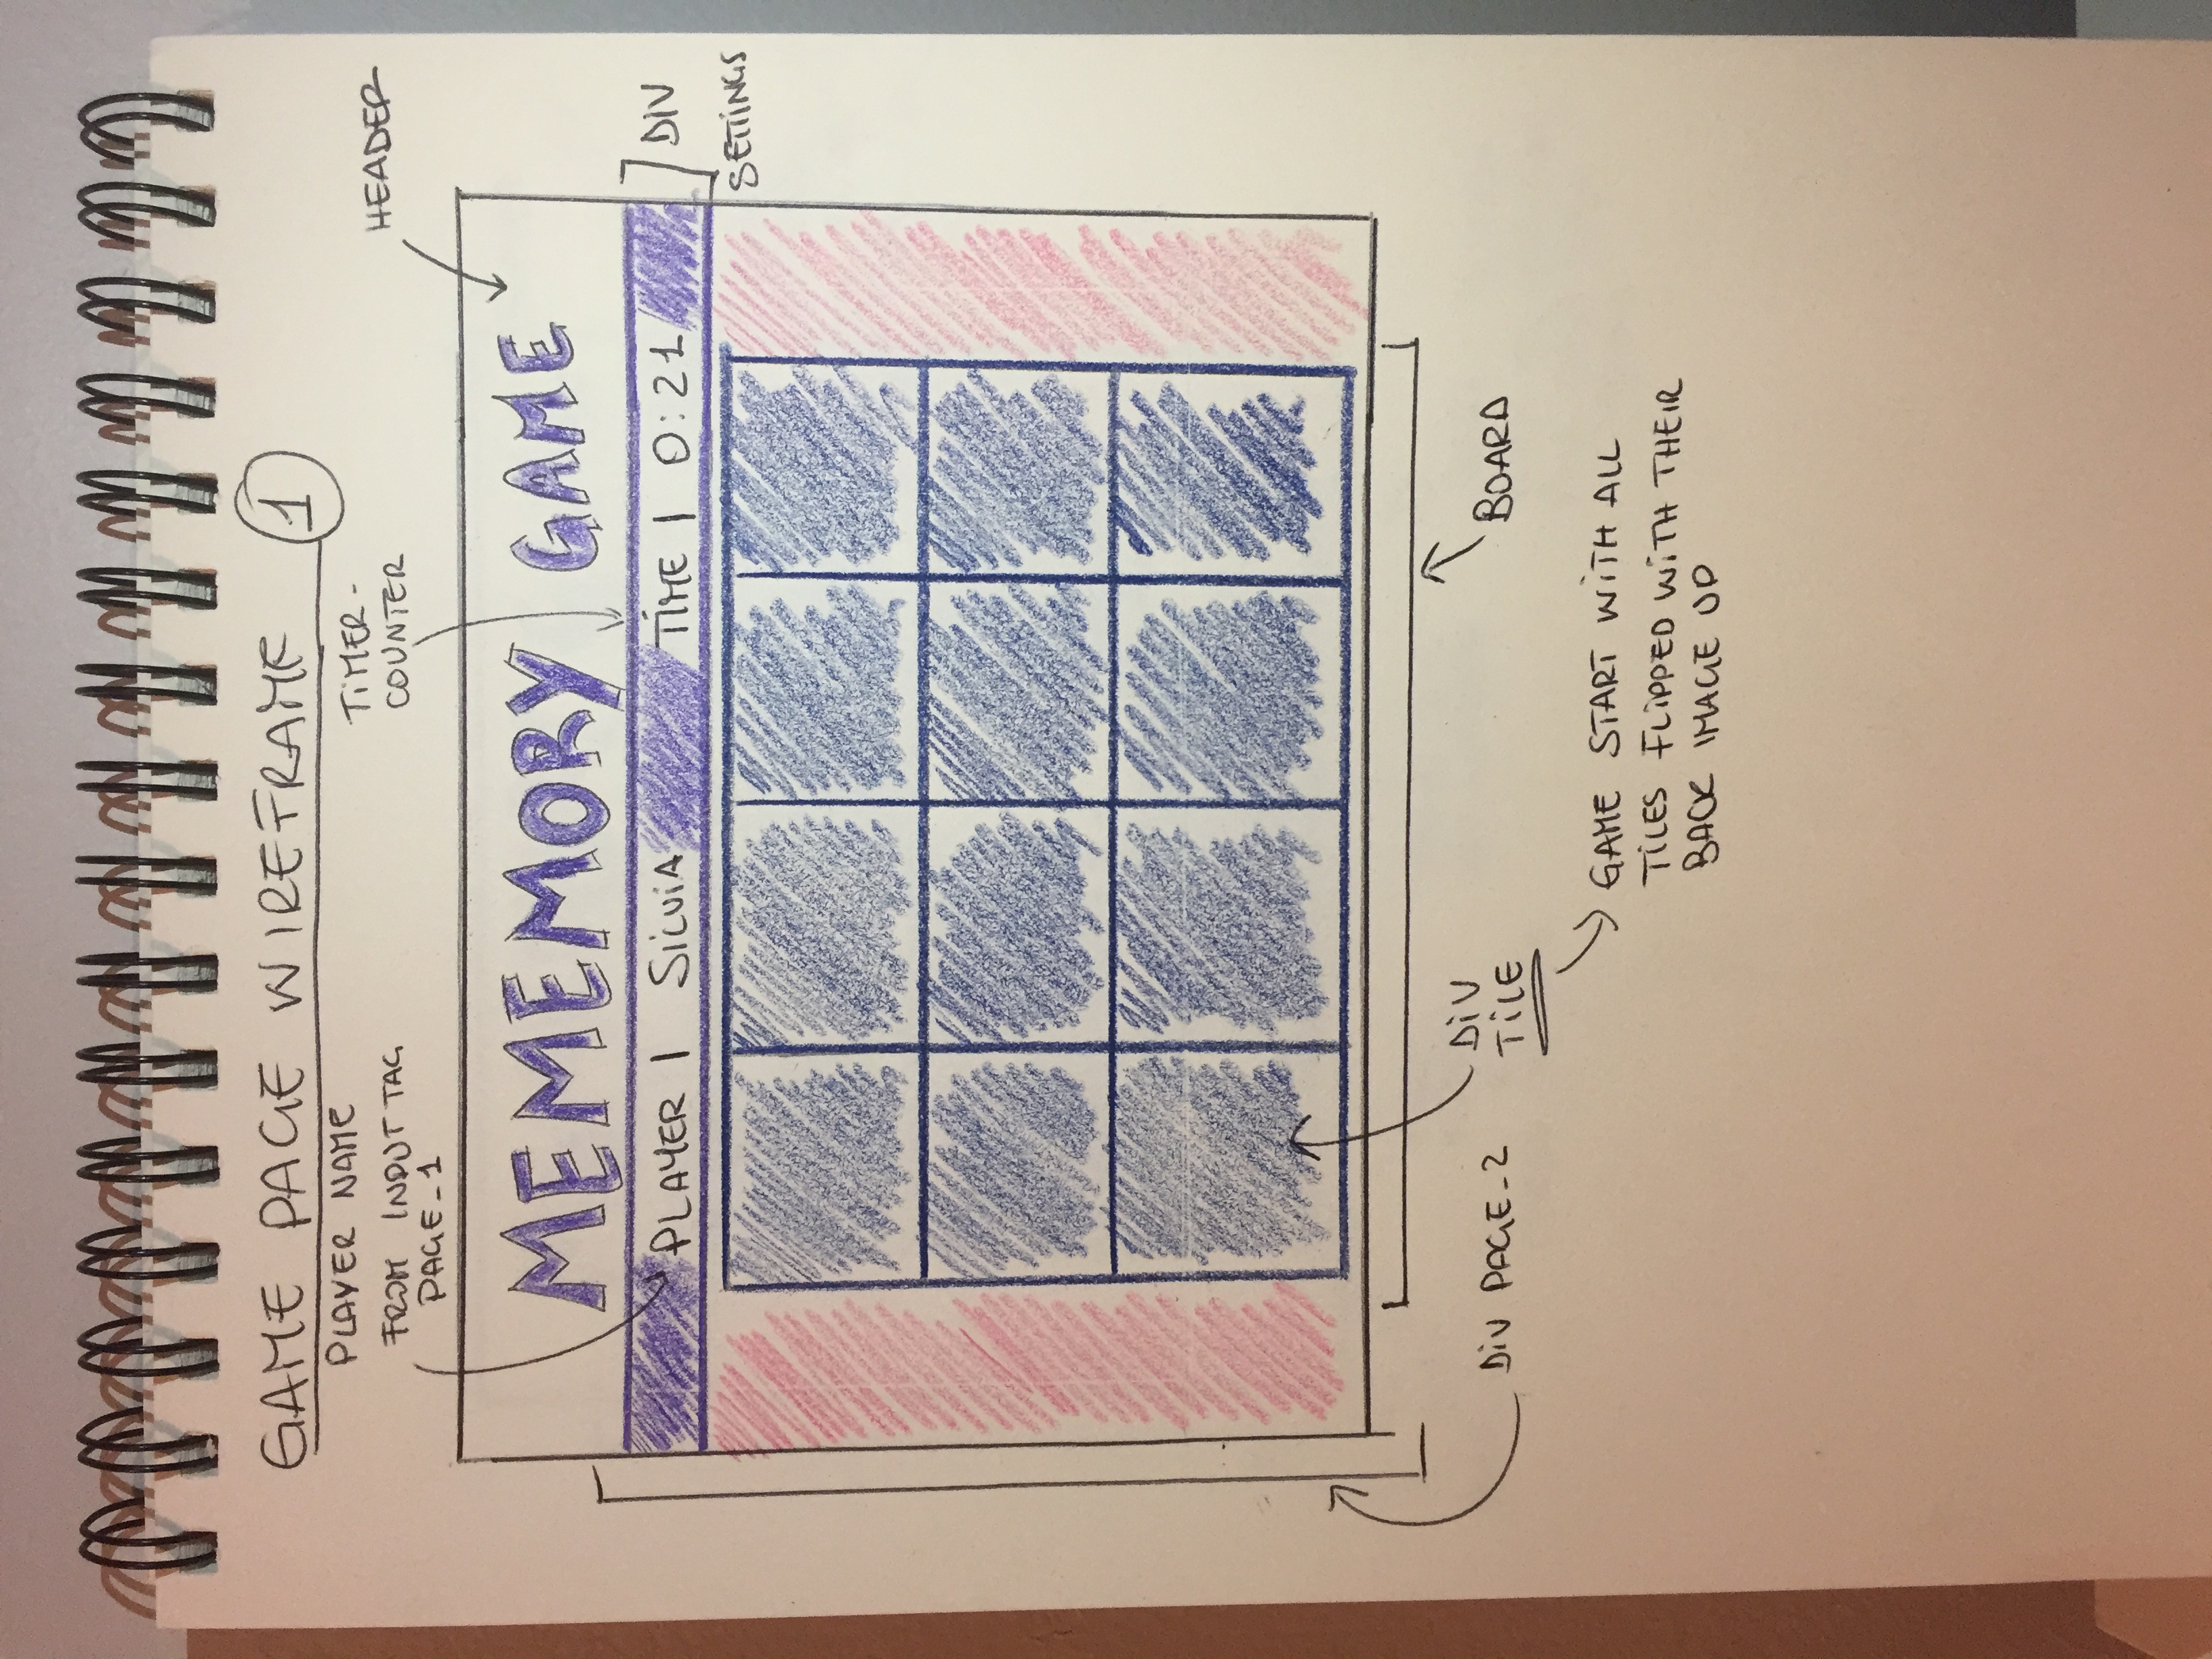 GAME PAGE WIREFRAME 1
PLAYER NAME
FROM INPUT TAG
PAGE_1
TIMER-
COUNTER
HEADER
MEMEMORY GAME
PLAYER | SILVIA TIME | 0:21
DIV
SETTINGS
DIV PAGE_2
DIV
TILE
BOARD
GAME START WITH ALL
TILES FLIPPED WITH THEIR
BACK IMAGE UP